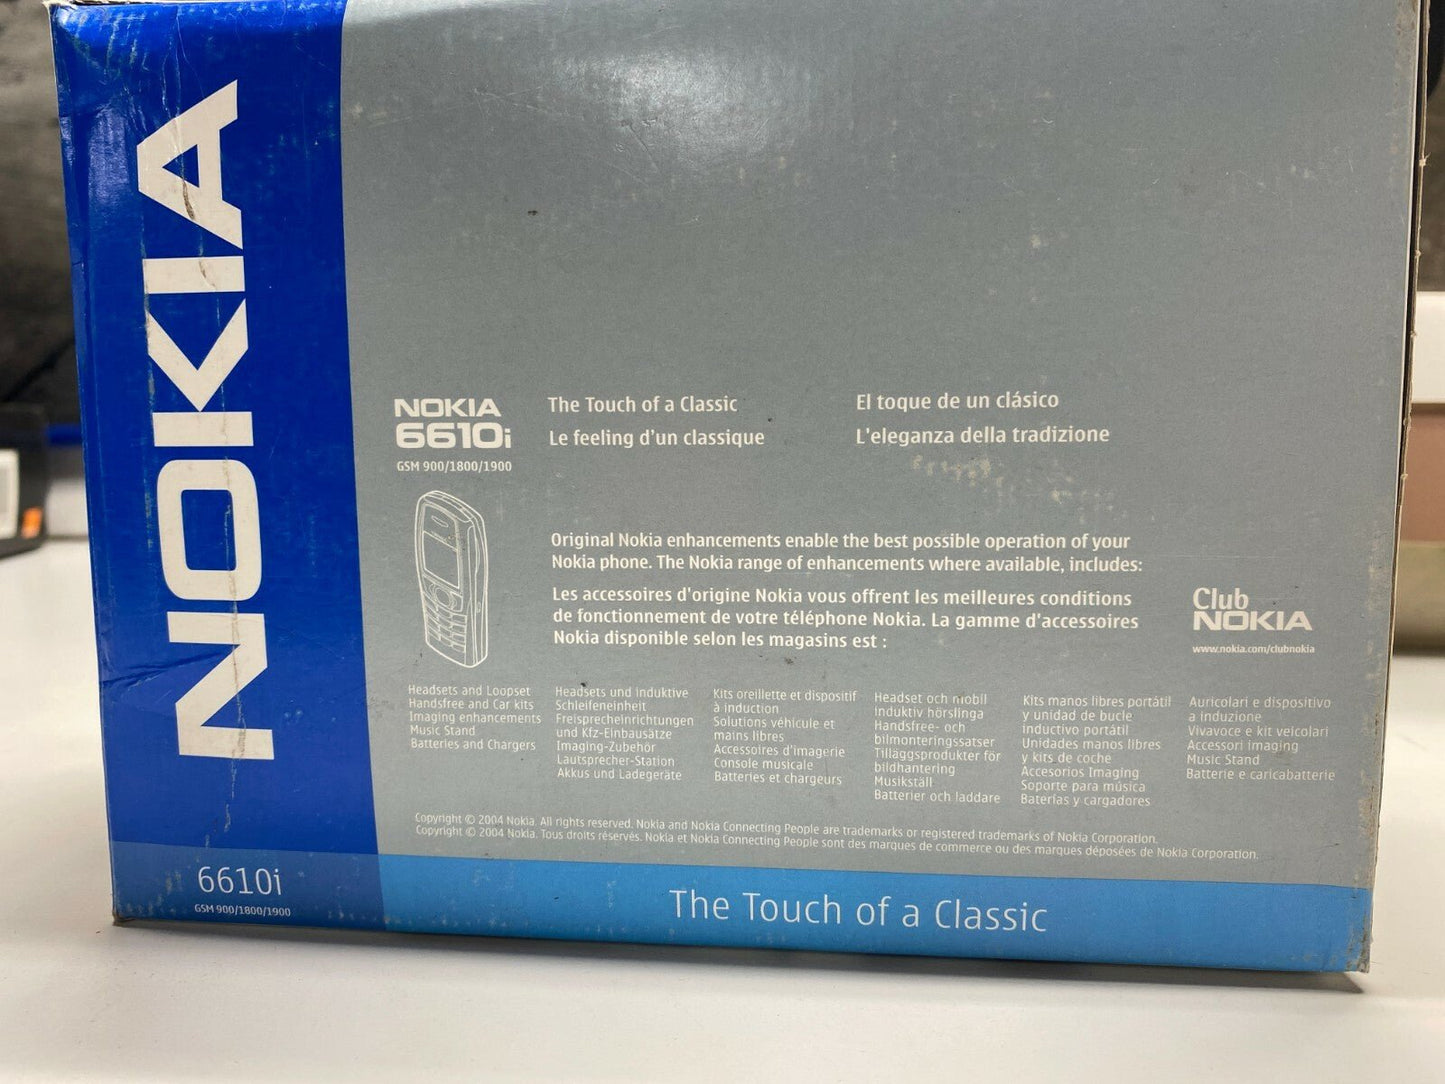 NOKIA
NOKIA
6610i
GSM 900/1800/1900
The Touch of a Classic
Le feeling d'un classique
El toque de un clásico
L'eleganza della tradizione
Original Nokia enhancements enable the best possible operation of your
Nokia phone. The Nokia range of enhancements where available, includes:
Les accessoires d'origine Nokia vous offrent les meilleures conditions
de fonctionnement de votre téléphone Nokia. La gamme d'accessoires
Nokia disponible selon les magasins est :
Club
NOKIA
www.nokia.com/clubnokia
Headsets and Loopset
Handsfree and Car kits
Imaging enhancements
Music Stand
Batteries and Chargers
Headsets und induktive
Schleifeneinheit
Freisprecheinrichtungen
und Kfz-Einbausätze
Imaging-Zubehör
Lautsprecher-Station
Akkus und Ladegeräte
Kits oreillette et dispositif
à induction
Solutions véhicule et
mains libres
Accessoires d'imagerie
Console musicale
Batteries et chargeurs
Headset och mobil
induktiv hörslinga
Handsfree- och
bilmonteringssatser
Tilläggsprodukter för
bildhantering
Musikställ
Batterier och laddare
Kits manos libres portátil
y unidad de bucle
inductivo portátil
Unidades manos libres
y kits de coche
Accesorios Imaging
Soporte para música
Baterías y cargadores
Auricolari e dispositivo
a induzione
Vivavoce e kit veicolari
Accessori imaging
Music Stand
Batterie e caricabatterie
Copyright © 2004 Nokia. All rights reserved. Nokia and Nokia Connecting People are trademarks or registered trademarks of Nokia Corporation.
Copyright © 2004 Nokia. Tous droits réservés. Nokia et Nokia Connecting People sont des marques de commerce ou des marques déposées de Nokia Corporation.
6610i
GSM 900/1800/1900
The Touch of a Classic